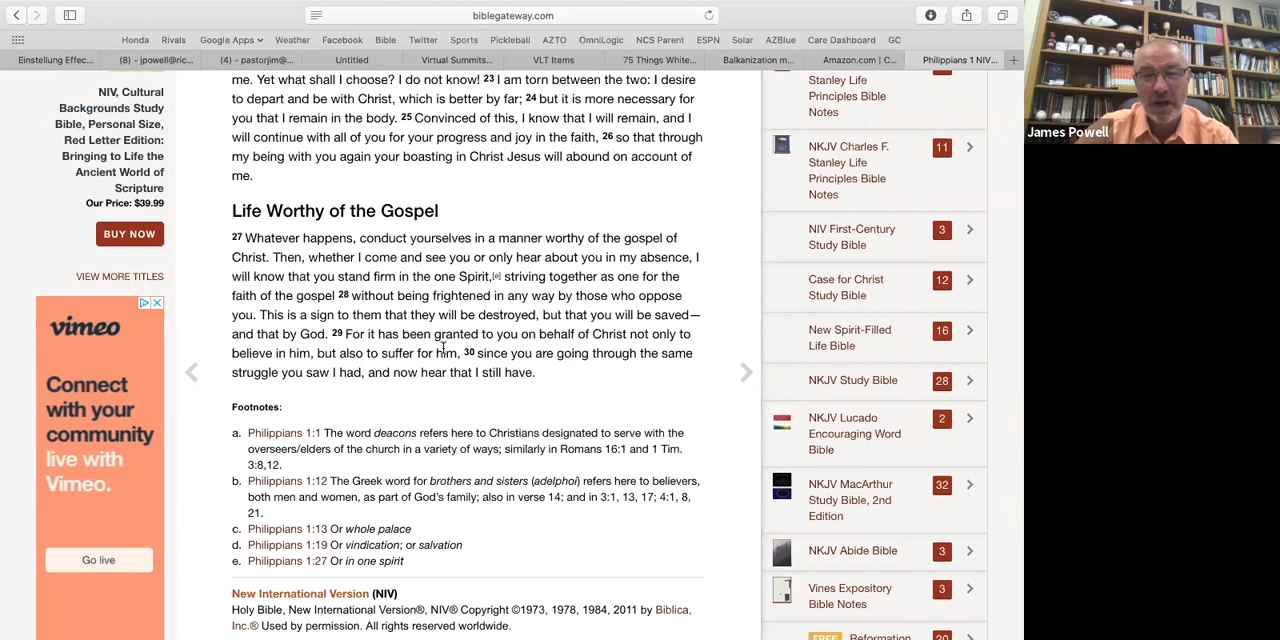 biblegateway.com
Honda Rivals Google Apps Weather Facebook Bible Twitter Sports Pickleball AZTO OmniLogic NCS Parent ESPN Solar AZBlue Care Dashboard GC
Einstellung Effec... (8) - jpowell@ric... (4) - pastorjim@... Untitled Virtual Summits... VLT Items 75 Things White... Balkanization m... Amazon.com | C... Philippians 1 NIV...
NIV, Cultural
Backgrounds Study
Bible, Personal Size,
Red Letter Edition:
Bringing to Life the
Ancient World of
Scripture
Our Price: $39.99
BUY NOW
VIEW MORE TITLES
vimeo
Connect
with your
community
live with
Vimeo.
Go live
me. Yet what shall I choose? I do not know! 23 I am torn between the two: I desire
to depart and be with Christ, which is better by far; 24 but it is more necessary for
you that I remain in the body. 25 Convinced of this, I know that I will remain, and I
will continue with all of you for your progress and joy in the faith, 26 so that through
my being with you again your boasting in Christ Jesus will abound on account of
me.
Life Worthy of the Gospel
27 Whatever happens, conduct yourselves in a manner worthy of the gospel of
Christ. Then, whether I come and see you or only hear about you in my absence, I
will know that you stand firm in the one Spirit,[e] striving together as one for the
faith of the gospel 28 without being frightened in any way by those who oppose
you. This is a sign to them that they will be destroyed, but that you will be saved—
and that by God. 29 For it has been granted to you on behalf of Christ not only to
believe in him, but also to suffer for him, 30 since you are going through the same
struggle you saw I had, and now hear that I still have.
Footnotes:
a. Philippians 1:1 The word deacons refers here to Christians designated to serve with the
overseers/elders of the church in a variety of ways; similarly in Romans 16:1 and 1 Tim.
3:8,12.
b. Philippians 1:12 The Greek word for brothers and sisters (adelphoi) refers here to believers,
both men and women, as part of God's family; also in verse 14; and in 3:1, 13, 17; 4:1, 8,
21.
c. Philippians 1:13 Or whole palace
d. Philippians 1:19 Or vindication; or salvation
e. Philippians 1:27 Or in one spirit
New International Version (NIV)
Holy Bible, New International Version®, NIV® Copyright ©1973, 1978, 1984, 2011 by Biblica,
Inc.® Used by permission. All rights reserved worldwide.
Stanley Life
Principles Bible
Notes
NKJV Charles F.
Stanley Life
Principles Bible
Notes
11
NIV First-Century
Study Bible
3
Case for Christ
Study Bible
12
New Spirit-Filled
Life Bible
16
NKJV Study Bible
28
NKJV Lucado
Encouraging Word
Bible
2
NKJV MacArthur
Study Bible, 2nd
Edition
32
NKJV Abide Bible
3
Vines Expository
Bible Notes
3
FREE Reformation
20
James Powell